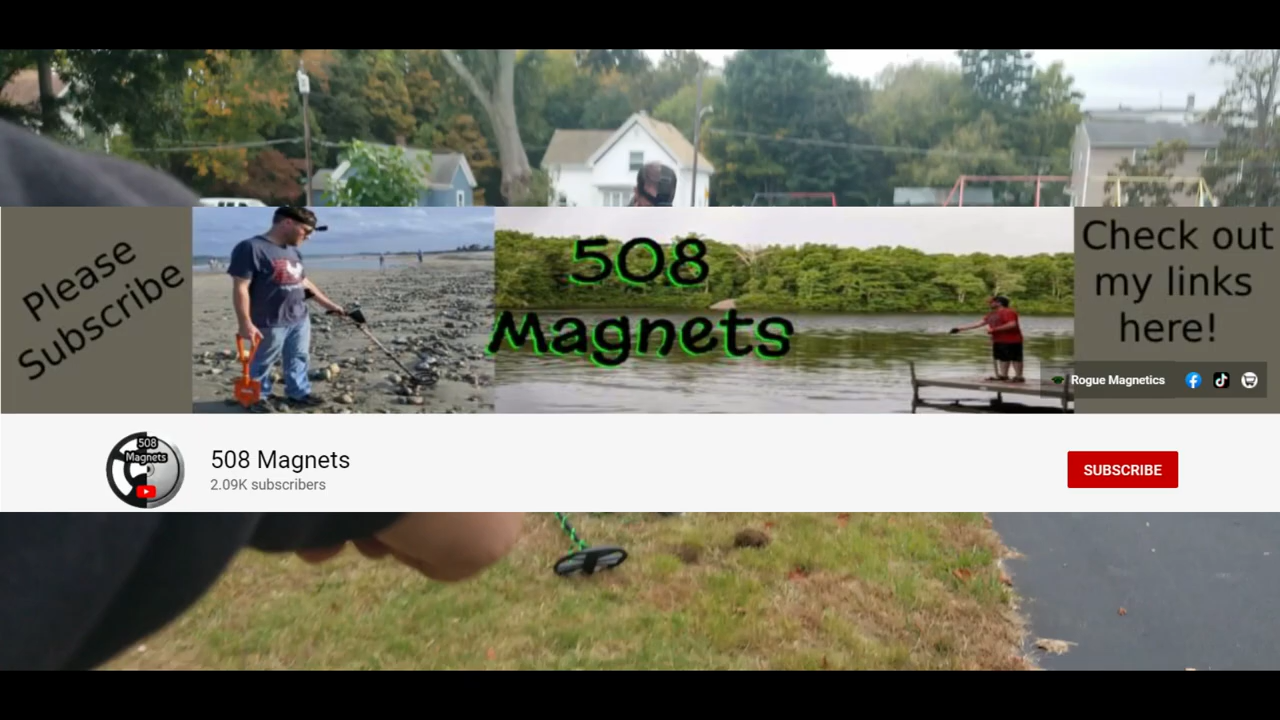 Please
Subscribe
508
Magnets
Check out
my links
here!
Rogue Magnetics
508
Magnets
508 Magnets
2.09K subscribers
SUBSCRIBE